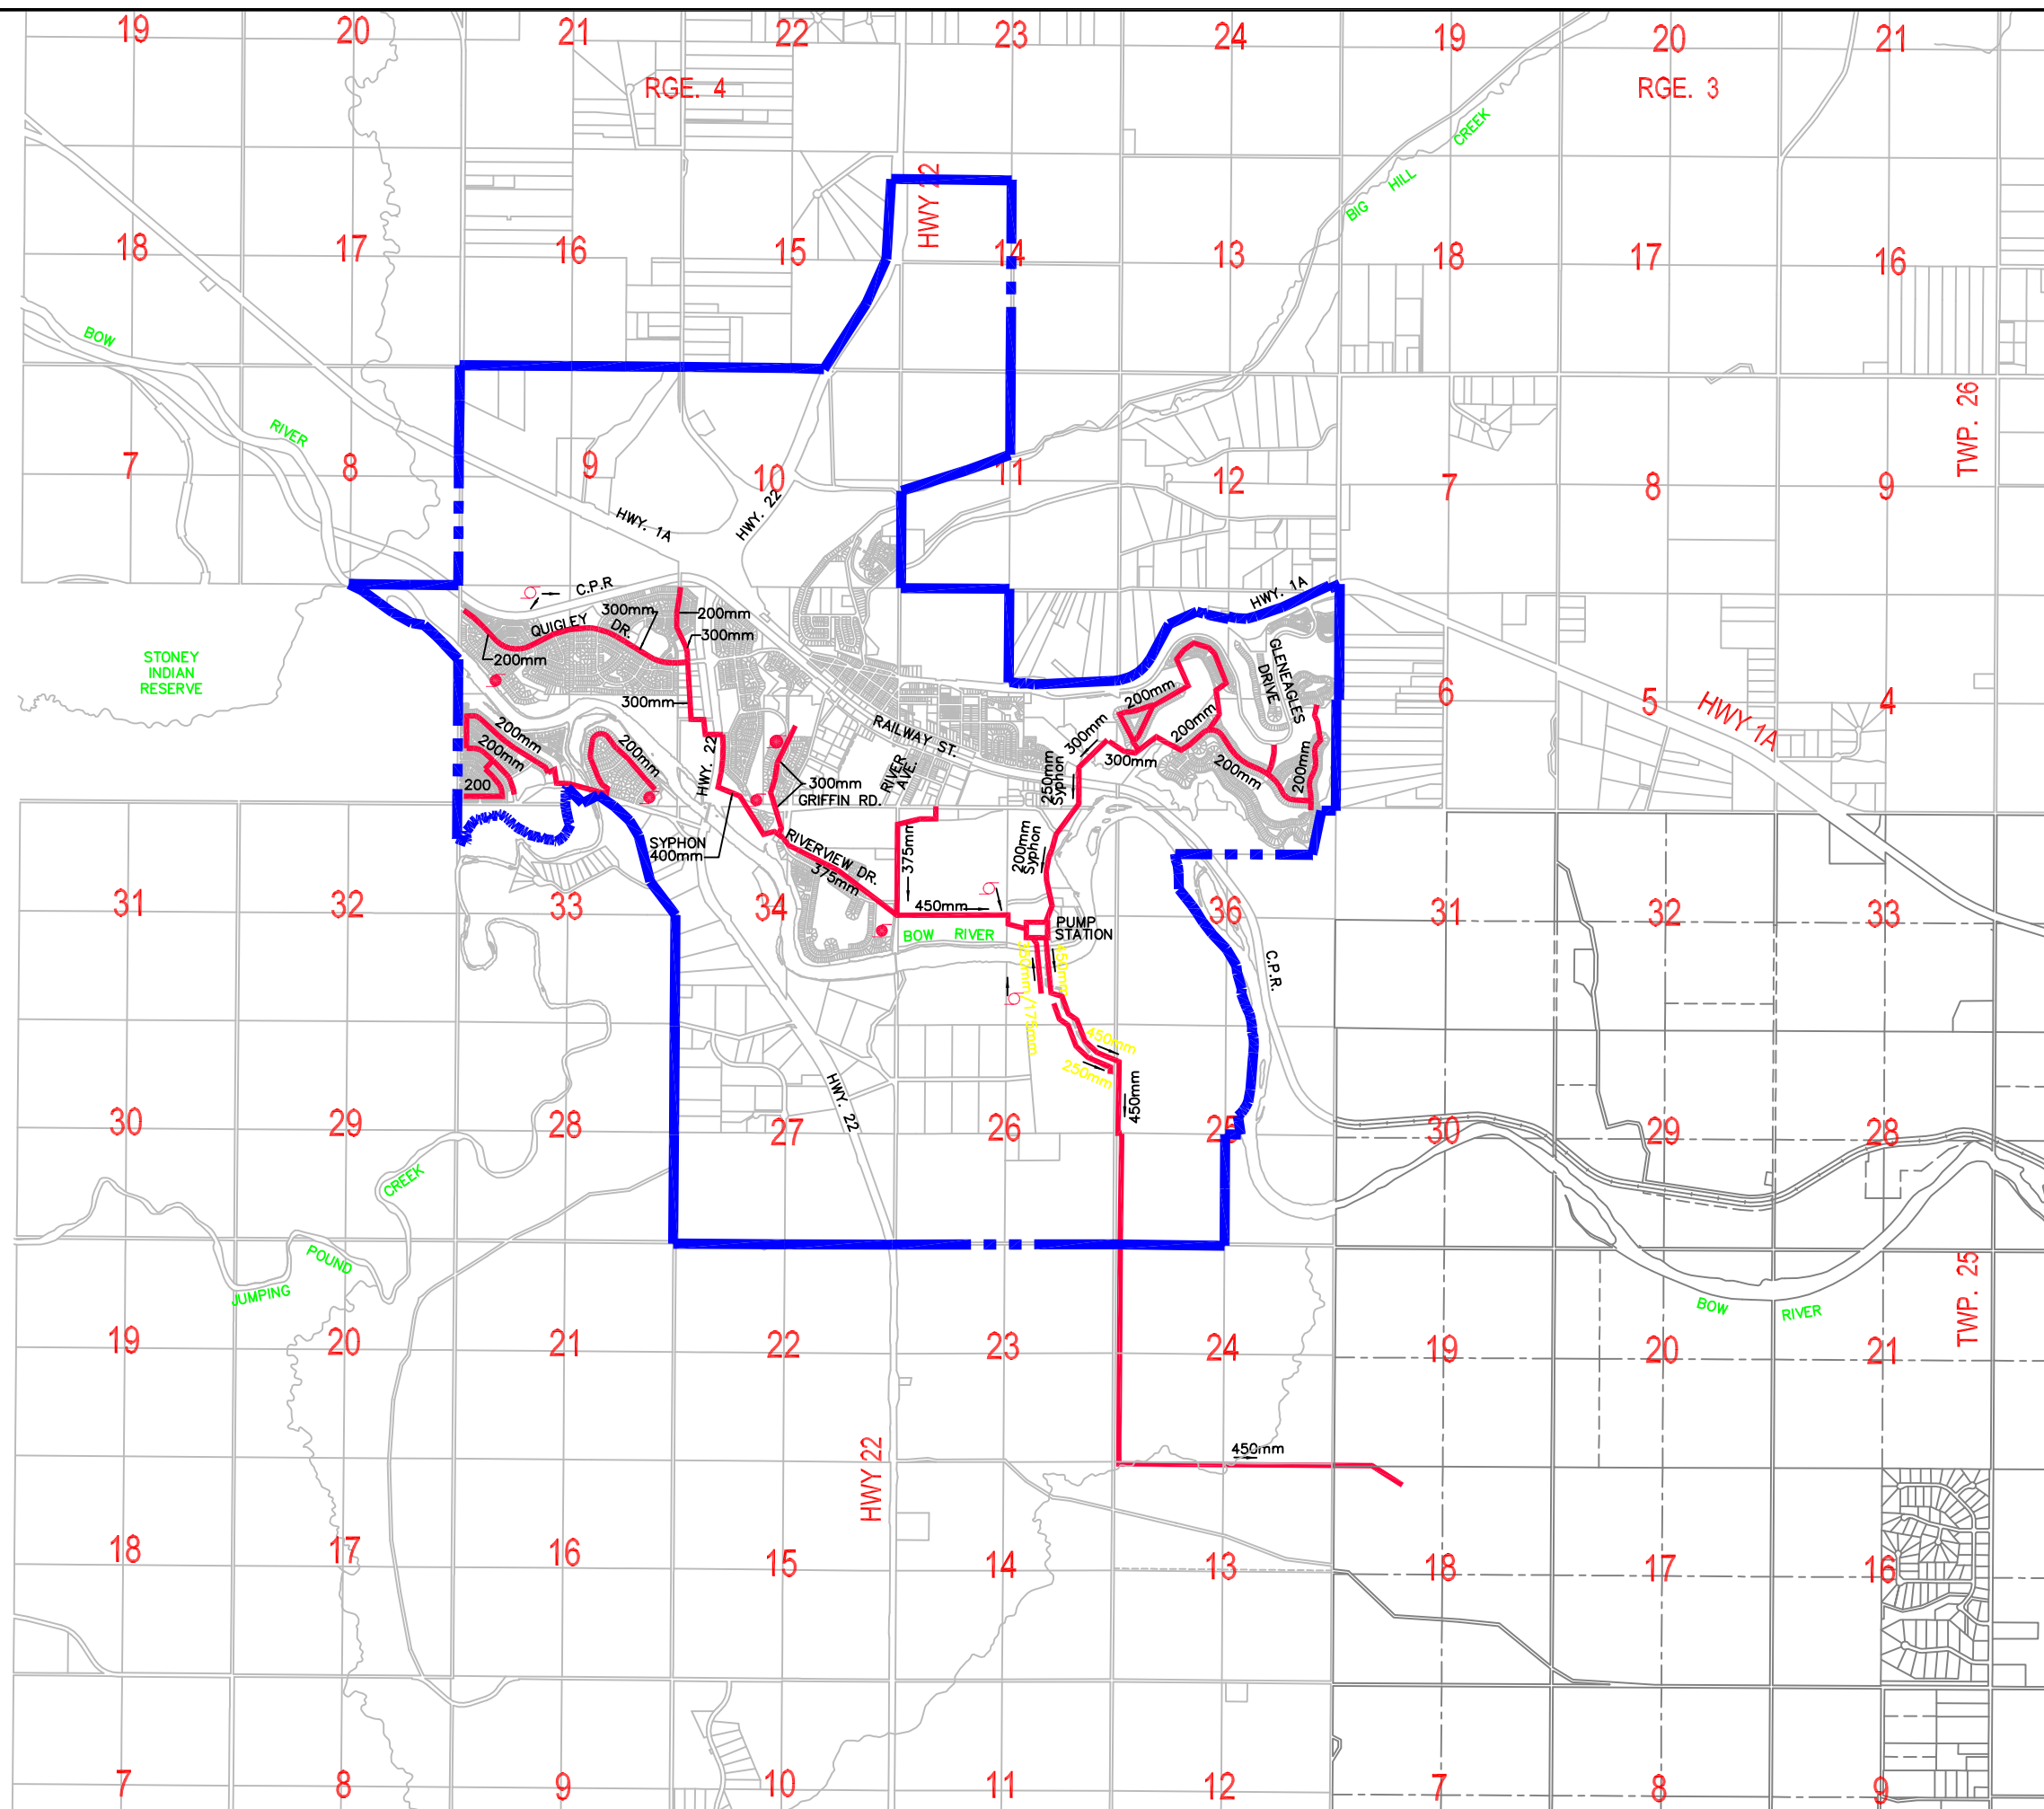 19 20 21 22 23 24 19 20 21
RGE. 4
RGE. 3
BIG HILL CREEK
HWY 22
18 17 16 15 14 13 18 17 16
BOW RIVER
TWP. 26
7 8 9 10 11 12 7 8 9
HWY. 1A
HWY. 22
C.P.R
HWY. 1A
300mm
200mm
QUIGLEY DR.
300mm
200mm
STONEY
INDIAN
RESERVE
GLENEAGLES
DRIVE
6 5 4
HWY 1A
300mm
200mm
200mm
200mm
200mm
200
200mm
HWY. 22
RAILWAY ST.
RIVER
AVE.
300mm
300mm
200mm
200mm
200mm
250mm
Syphon
300mm
GRIFFIN RD.
SYPHON
400mm
RIVERVIEW DR.
375mm
375mm
200mm
Syphon
31 32 33 34 36 31 32 33
450mm
PUMP
STATION
BOW RIVER
350mm/175mm
450mm
C.P.R.
450mm
250mm
450mm
HWY. 22
30 29 28 27 26 25 30 29 28
CREEK
POUND
JUMPING
BOW RIVER
TWP. 25
19 20 21 22 23 24 19 20 21
HWY 22
450mm
18 17 16 15 14 13 18 17 16
7 8 9 10 11 12 7 8 9